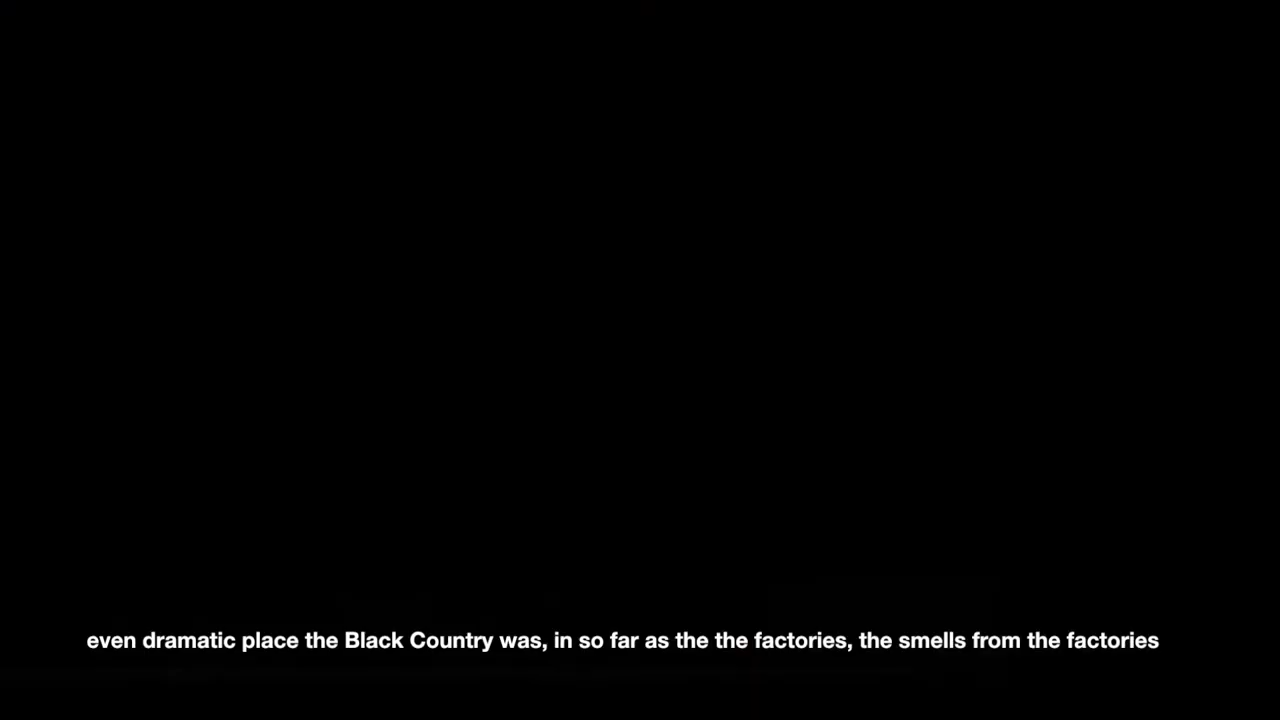 even dramatic place the Black Country was, in so far as the the factories, the smells from the factories